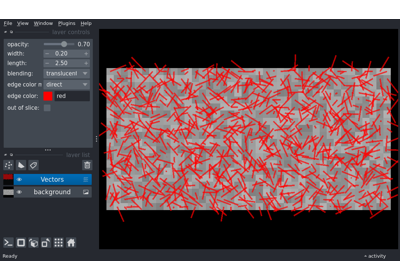 File View Window Plugins Help
layer controls
opacity: 0.70
width: 0.20
length: 2.50
blending: translucent
edge color m direct
edge color: red
out of slice:
layer list
Vectors
background
Ready
activity